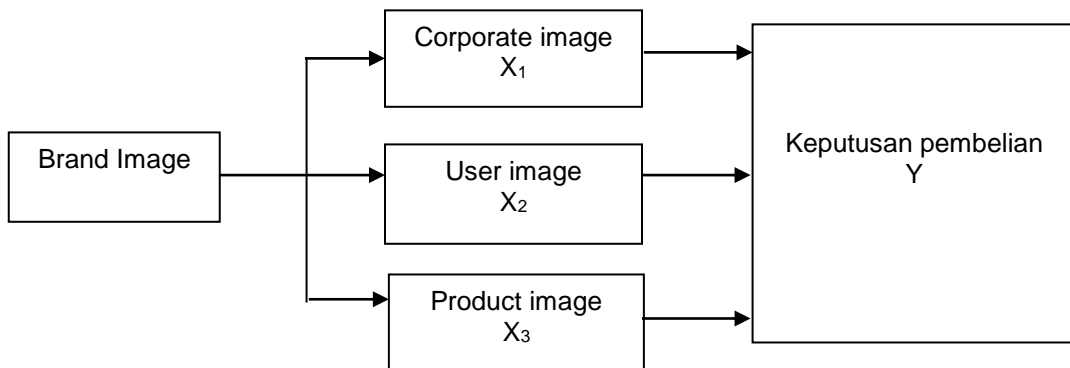 Brand Image
Corporate image
X₁
User image
X₂
Product image
X₃
Keputusan pembelian
Y